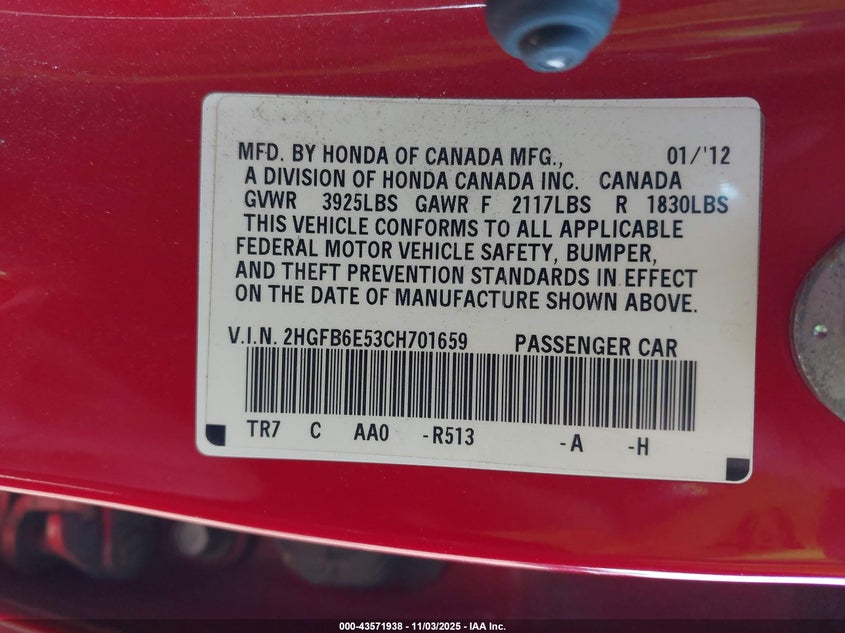 MFD. BY HONDA OF CANADA MFG., 01/'12
A DIVISION OF HONDA CANADA INC. CANADA
GVWR 3925LBS GAWR F 2117LBS R 1830LBS
THIS VEHICLE CONFORMS TO ALL APPLICABLE
FEDERAL MOTOR VEHICLE SAFETY, BUMPER,
AND THEFT PREVENTION STANDARDS IN EFFECT
ON THE DATE OF MANUFACTURE SHOWN ABOVE.
V.I.N. 2HGFB6E53CH701659 PASSENGER CAR
TR7 C AA0 -R513 -A -H
000-43571938 - 11/03/2025 - IAA Inc.